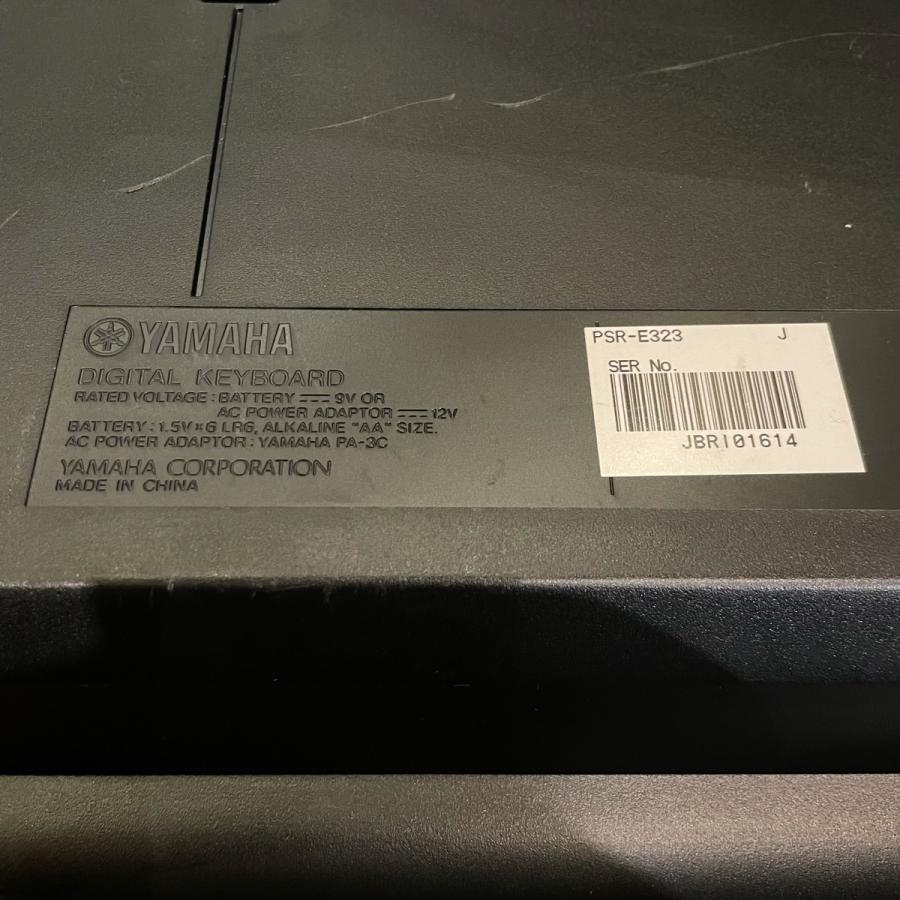 YAMAHA
DIGITAL KEYBOARD
RATED VOLTAGE : BATTERY ⎓ 9V OR
AC POWER ADAPTOR ⎓ 12V
BATTERY : 1.5V×6 LR6, ALKALINE "AA" SIZE.
AC POWER ADAPTOR : YAMAHA PA-3C
YAMAHA CORPORATION
MADE IN CHINA
PSR-E323 J
SER No.
JBRI01614